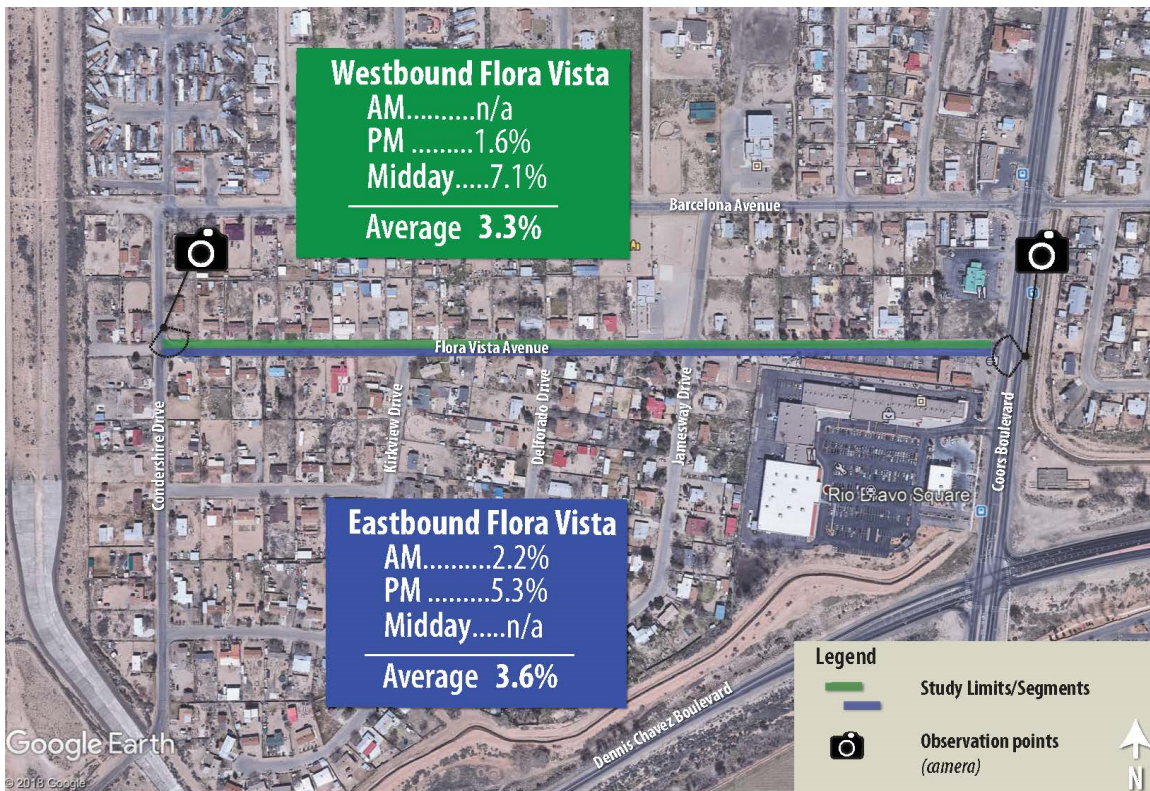 Westbound Flora Vista
AM..........n/a
PM .........1.6%
Midday.....7.1%
Average 3.3%
Barcelona Avenue
Flora Vista Avenue
Condershire Drive
Kirkview Drive
Delforado Drive
Jamesway Drive
Coors Boulevard
Rio Bravo Square
Eastbound Flora Vista
AM..........2.2%
PM .........5.3%
Midday.....n/a
Average 3.6%
Dennis Chavez Boulevard
Legend
Study Limits/Segments
Observation points
(camera)
N
Google Earth
© 2018 Google